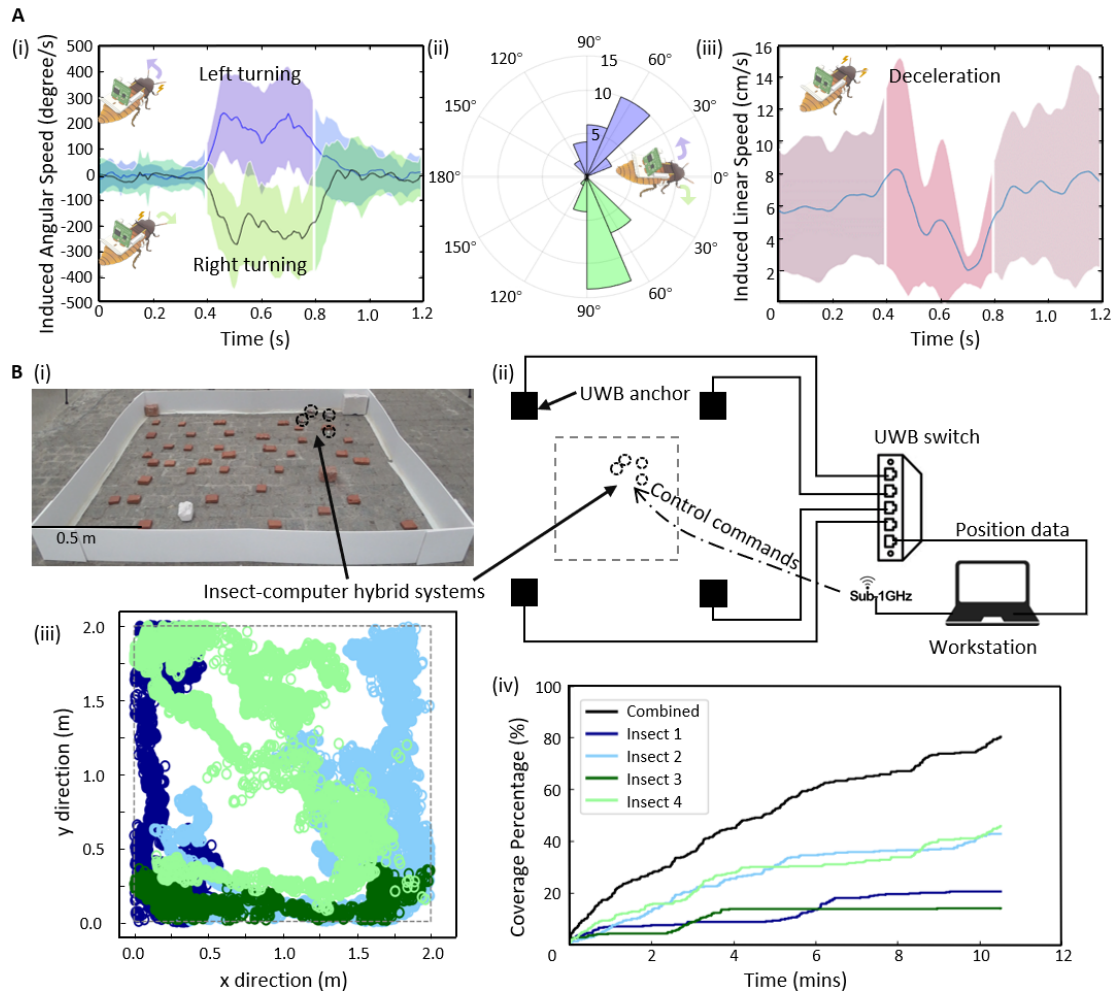 A
(i)
Induced Angular Speed (degree/s)
500
400
300
200
100
0
-100
-200
-300
-400
-500
Left turning
Right turning
0
0.2
0.4
0.6
0.8
1.0
1.2
Time (s)
(ii)
90°
120°
150°
180°
150°
120°
90°
60°
30°
0°
30°
60°
15
10
5
(iii)
Induced Linear Speed (cm/s)
16
14
12
10
8
6
4
2
Deceleration
0
0.2
0.4
0.6
0.8
1.0
1.2
Time (s)
B
(i)
0.5 m
Insect-computer hybrid systems
(ii)
UWB anchor
UWB switch
Control commands
Position data
Sub-1GHz
Workstation
(iii)
y direction (m)
2.0
1.5
1.0
0.5
0.0
0.0
0.5
1.0
1.5
2.0
x direction (m)
(iv)
Coverage Percentage (%)
100
80
60
40
20
0
Combined
Insect 1
Insect 2
Insect 3
Insect 4
2
4
6
8
10
12
Time (mins)